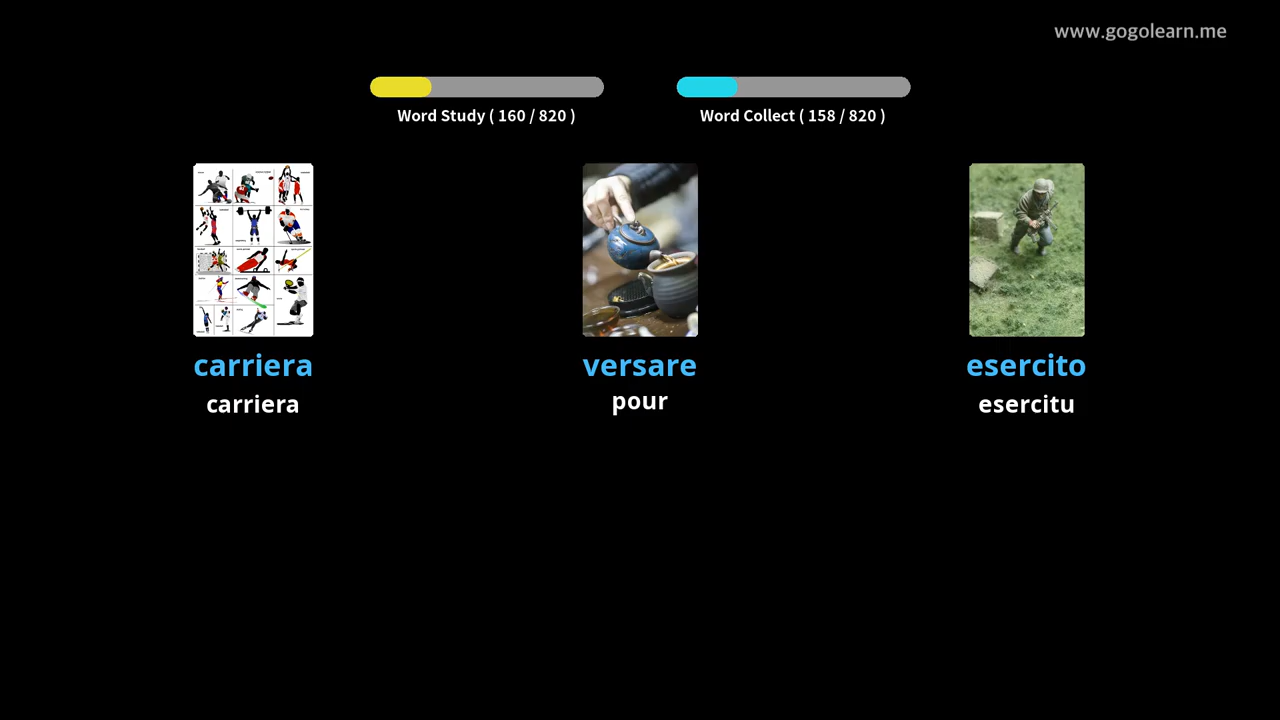 www.gogolearn.me
Word Study ( 160 / 820 )
Word Collect ( 158 / 820 )
carriera
versare
esercito
carriera
pour
esercitu